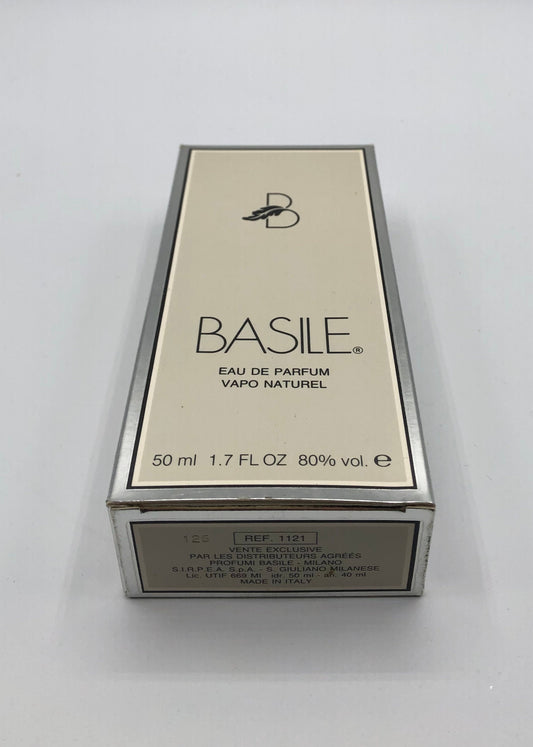 B
BASILE®
EAU DE PARFUM
VAPO NATUREL
50 ml 1.7 FL OZ 80% vol. ℮
125 REF. 1121
VENTE EXCLUSIVE
PAR LES DISTRIBUTEURS AGRÉÉS
PROFUMI BASILE - MILANO
S.I.R.P.E.A. S.p.A. - S. GIULIANO MILANESE
Lic. UTIF 669 MI idr. 50 ml - an. 40 ml
MADE IN ITALY